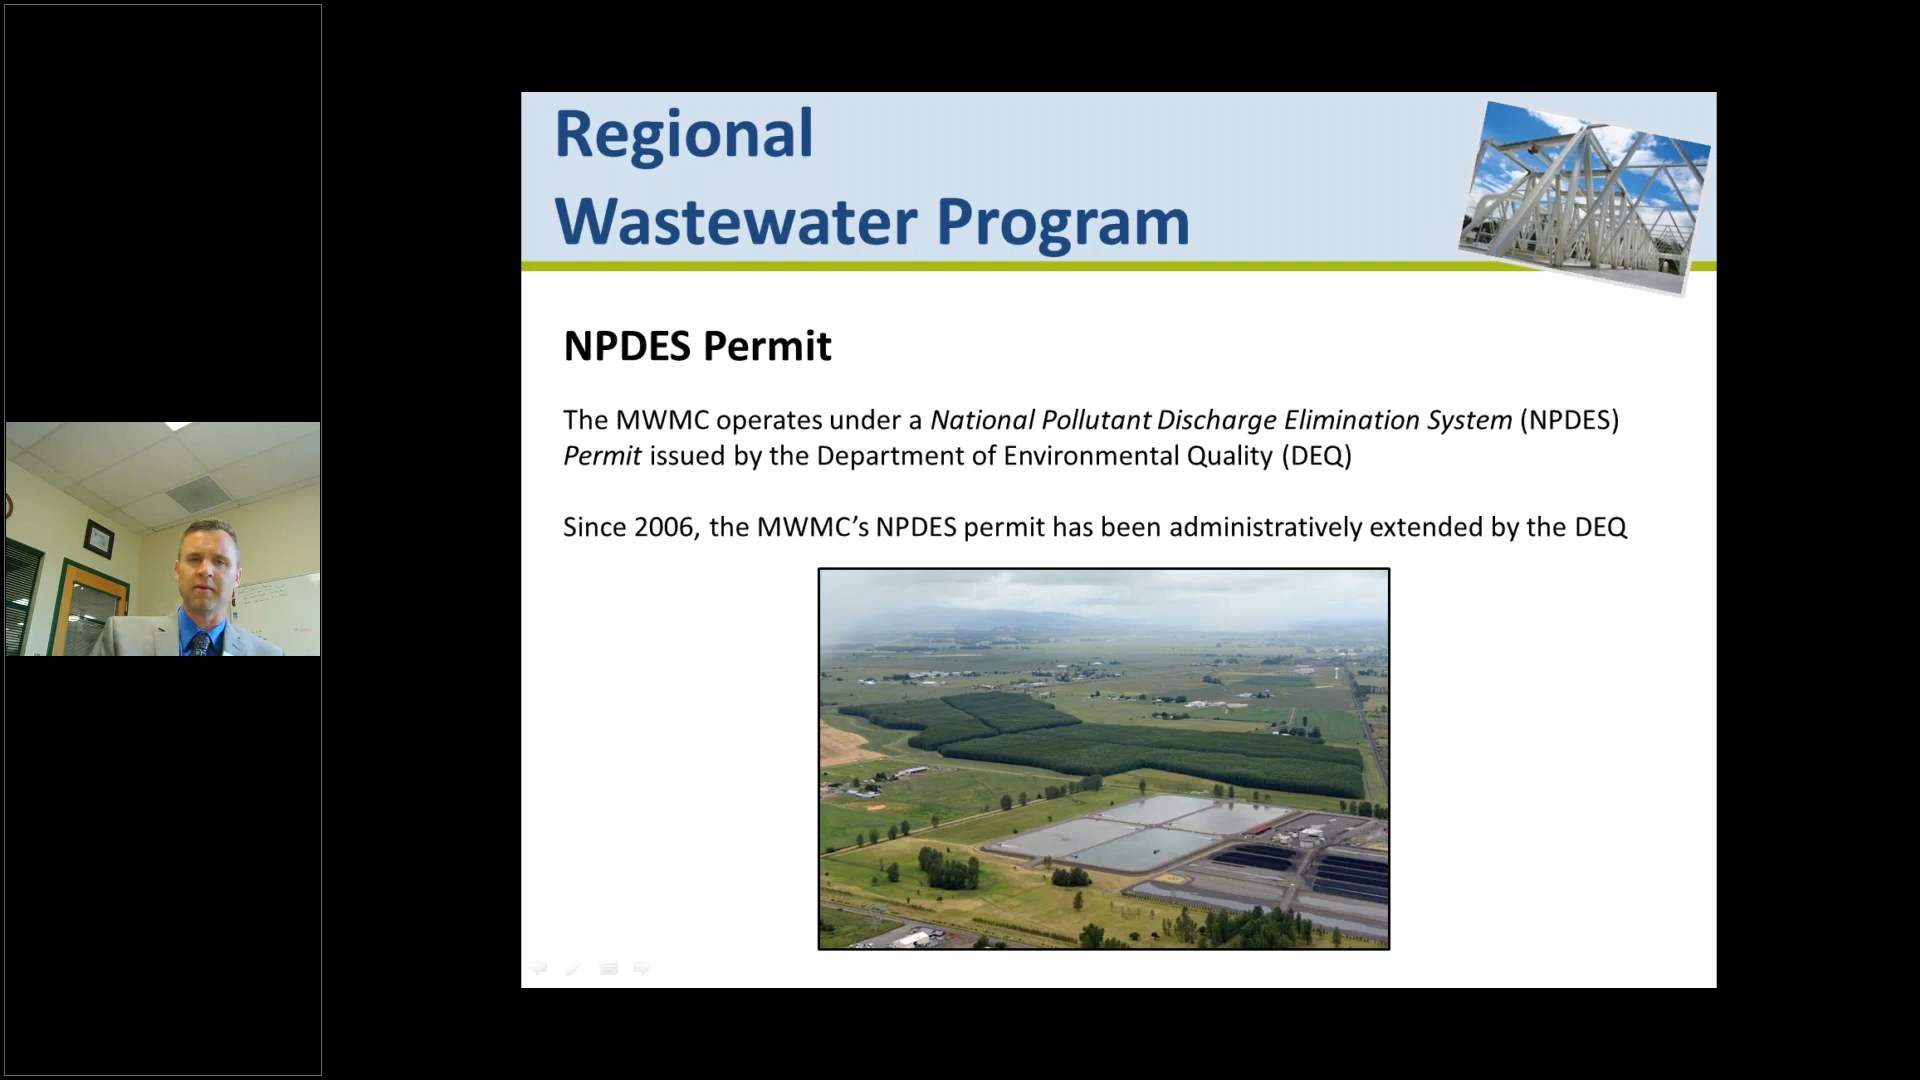 Regional
Wastewater Program
NPDES Permit
The MWMC operates under a National Pollutant Discharge Elimination System (NPDES)
Permit issued by the Department of Environmental Quality (DEQ)
Since 2006, the MWMC’s NPDES permit has been administratively extended by the DEQ